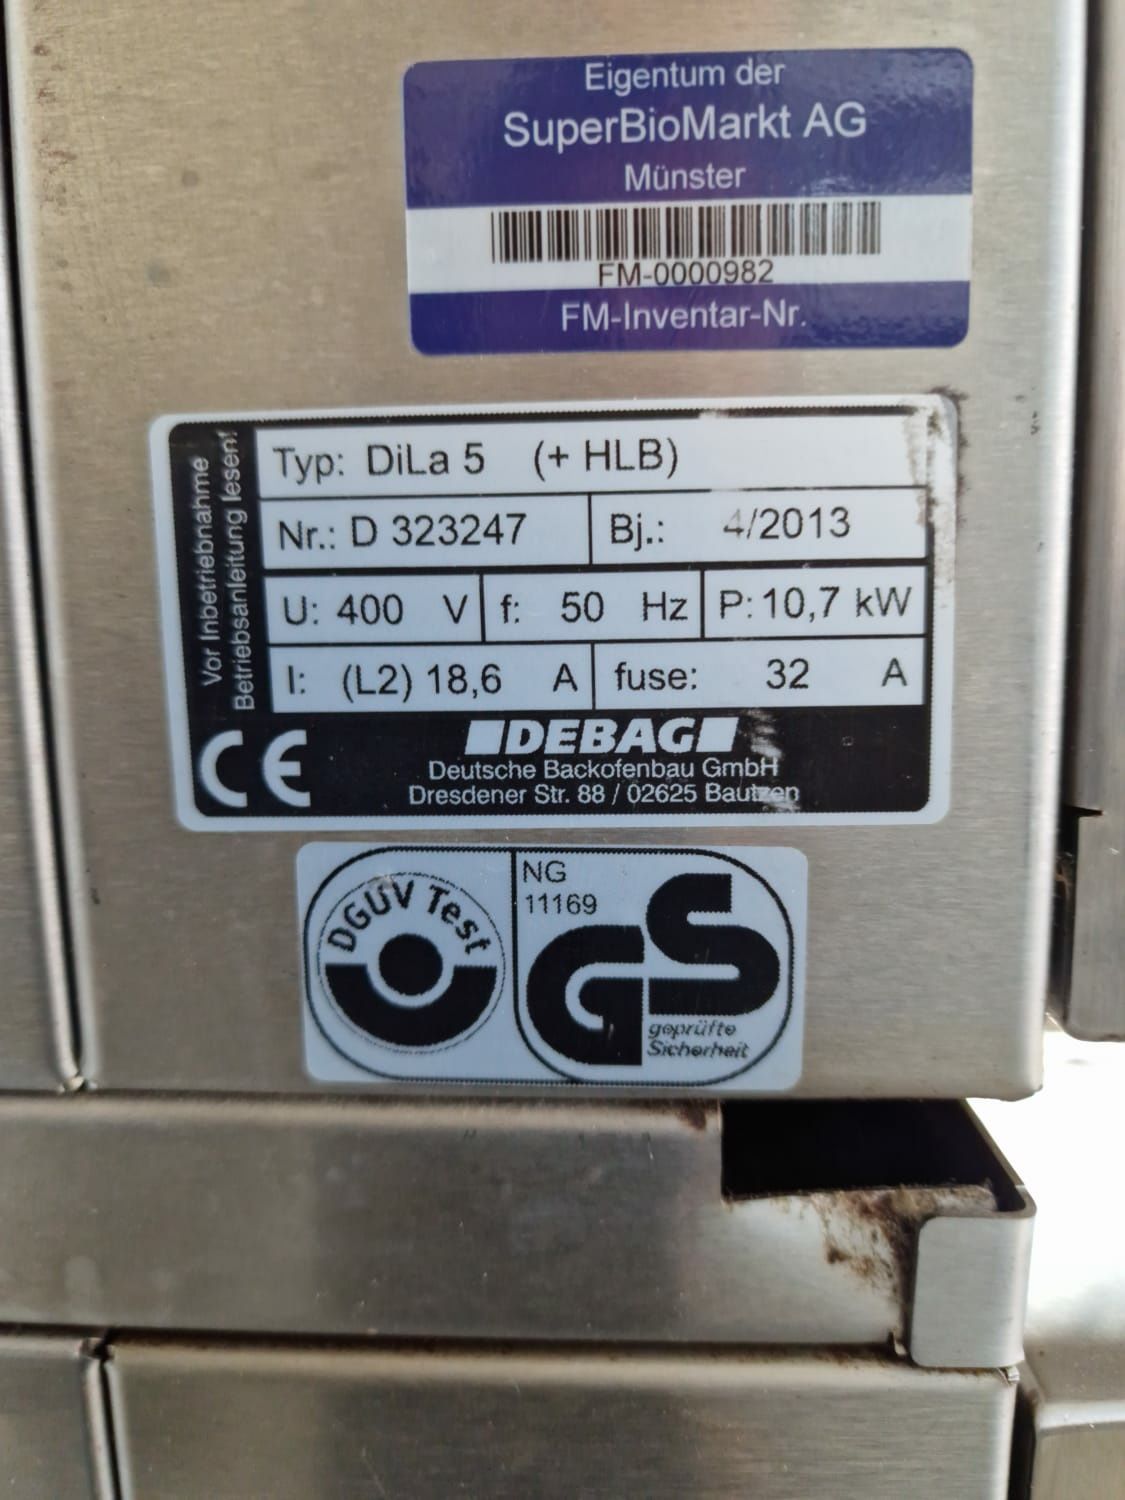 Eigentum der
SuperBioMarkt AG
Münster
FM-0000982
FM-Inventar-Nr.
Vor Inbetriebnahme
Betriebsanleitung lesen!
Typ: DiLa 5 (+ HLB)
Nr.: D 323247 Bj.: 4/2013
U: 400 V f: 50 Hz P: 10,7 kW
I: (L2) 18,6 A fuse: 32 A
CE
DEBAG
Deutsche Backofenbau GmbH
Dresdener Str. 88 / 02625 Bautzen
DGUV Test
NG
11169
GS
geprüfte
Sicherheit